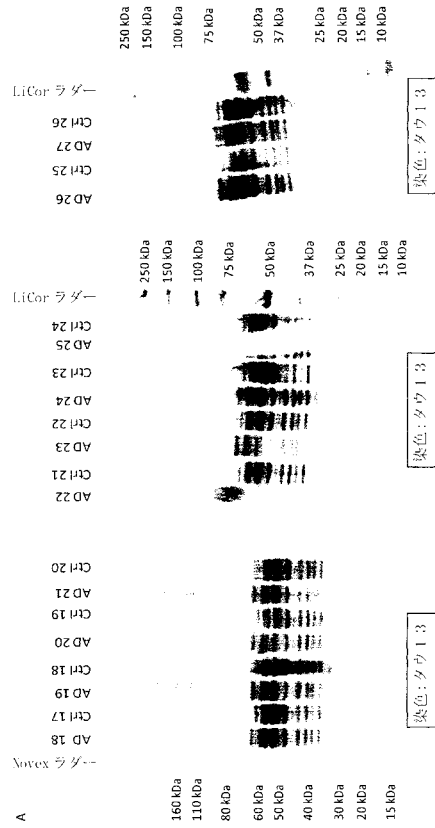 A
Novex ラダー
AD 18
Ctrl 17
AD 19
Ctrl 18
AD 20
Ctrl 19
AD 21
Ctrl 20
160 kDa
110 kDa
80 kDa
60 kDa
50 kDa
40 kDa
30 kDa
20 kDa
15 kDa
染色:タウ13
AD 22
Ctrl 21
AD 23
Ctrl 22
AD 24
Ctrl 23
AD 25
Ctrl 24
LiCor ラダー
250 kDa
150 kDa
100 kDa
75 kDa
50 kDa
37 kDa
25 kDa
20 kDa
15 kDa
10 kDa
染色:タウ13
AD 26
Ctrl 25
AD 27
Ctrl 26
LiCor ラダー
250 kDa
150 kDa
100 kDa
75 kDa
50 kDa
37 kDa
25 kDa
20 kDa
15 kDa
10 kDa
染色:タウ13